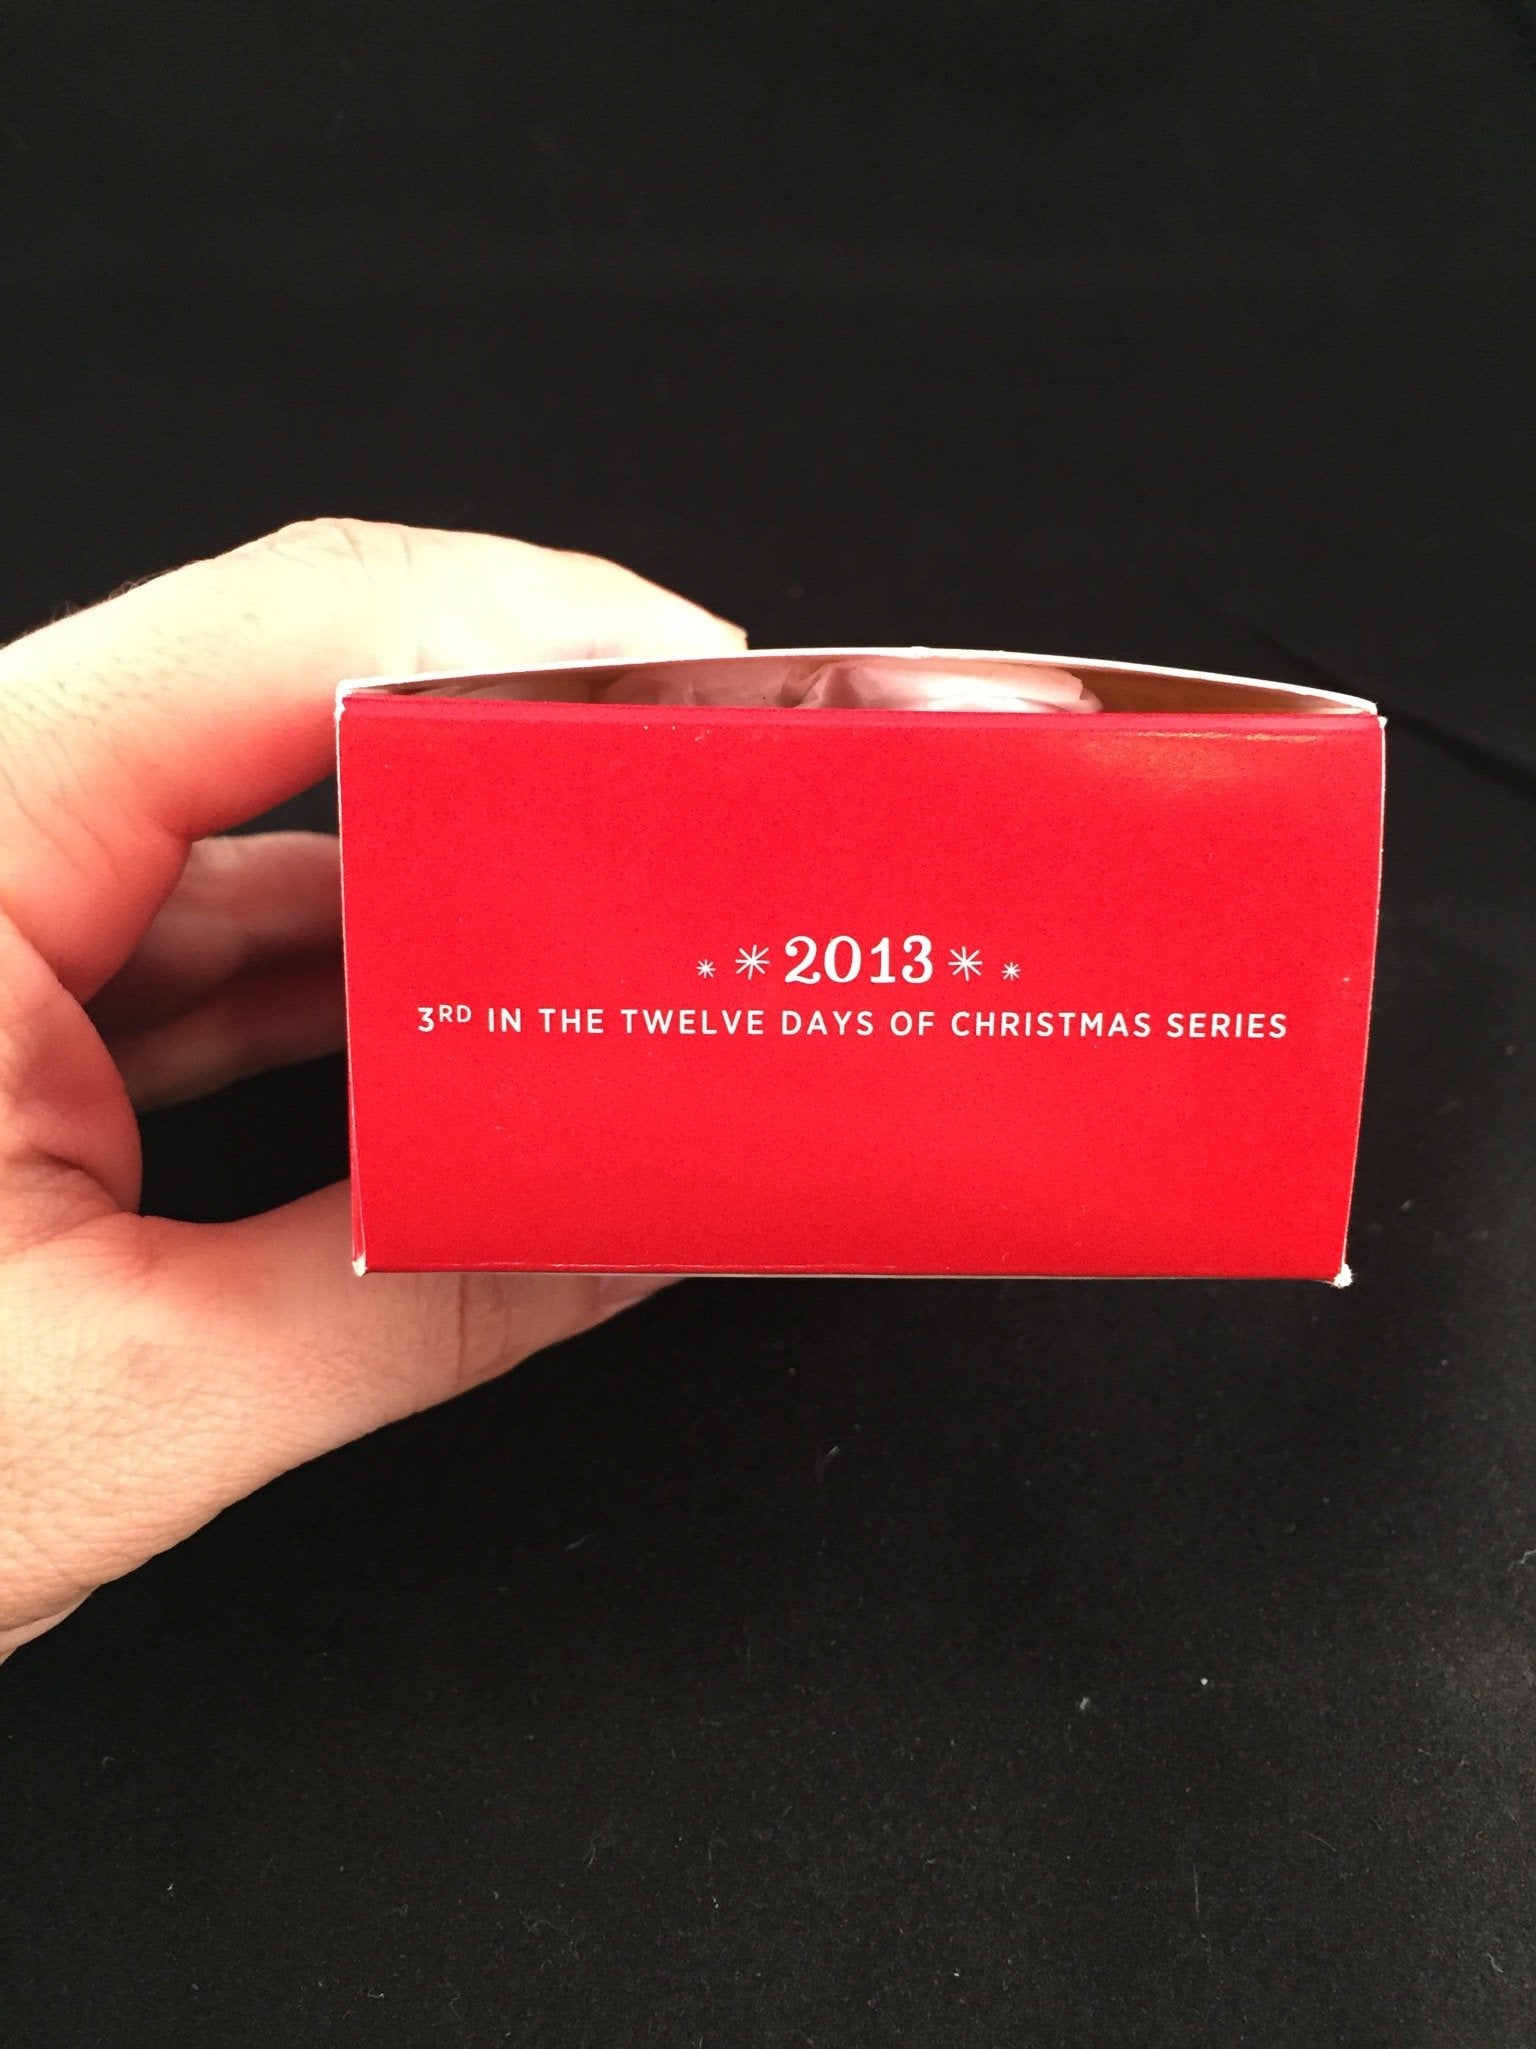 2013
3RD IN THE TWELVE DAYS OF CHRISTMAS SERIES